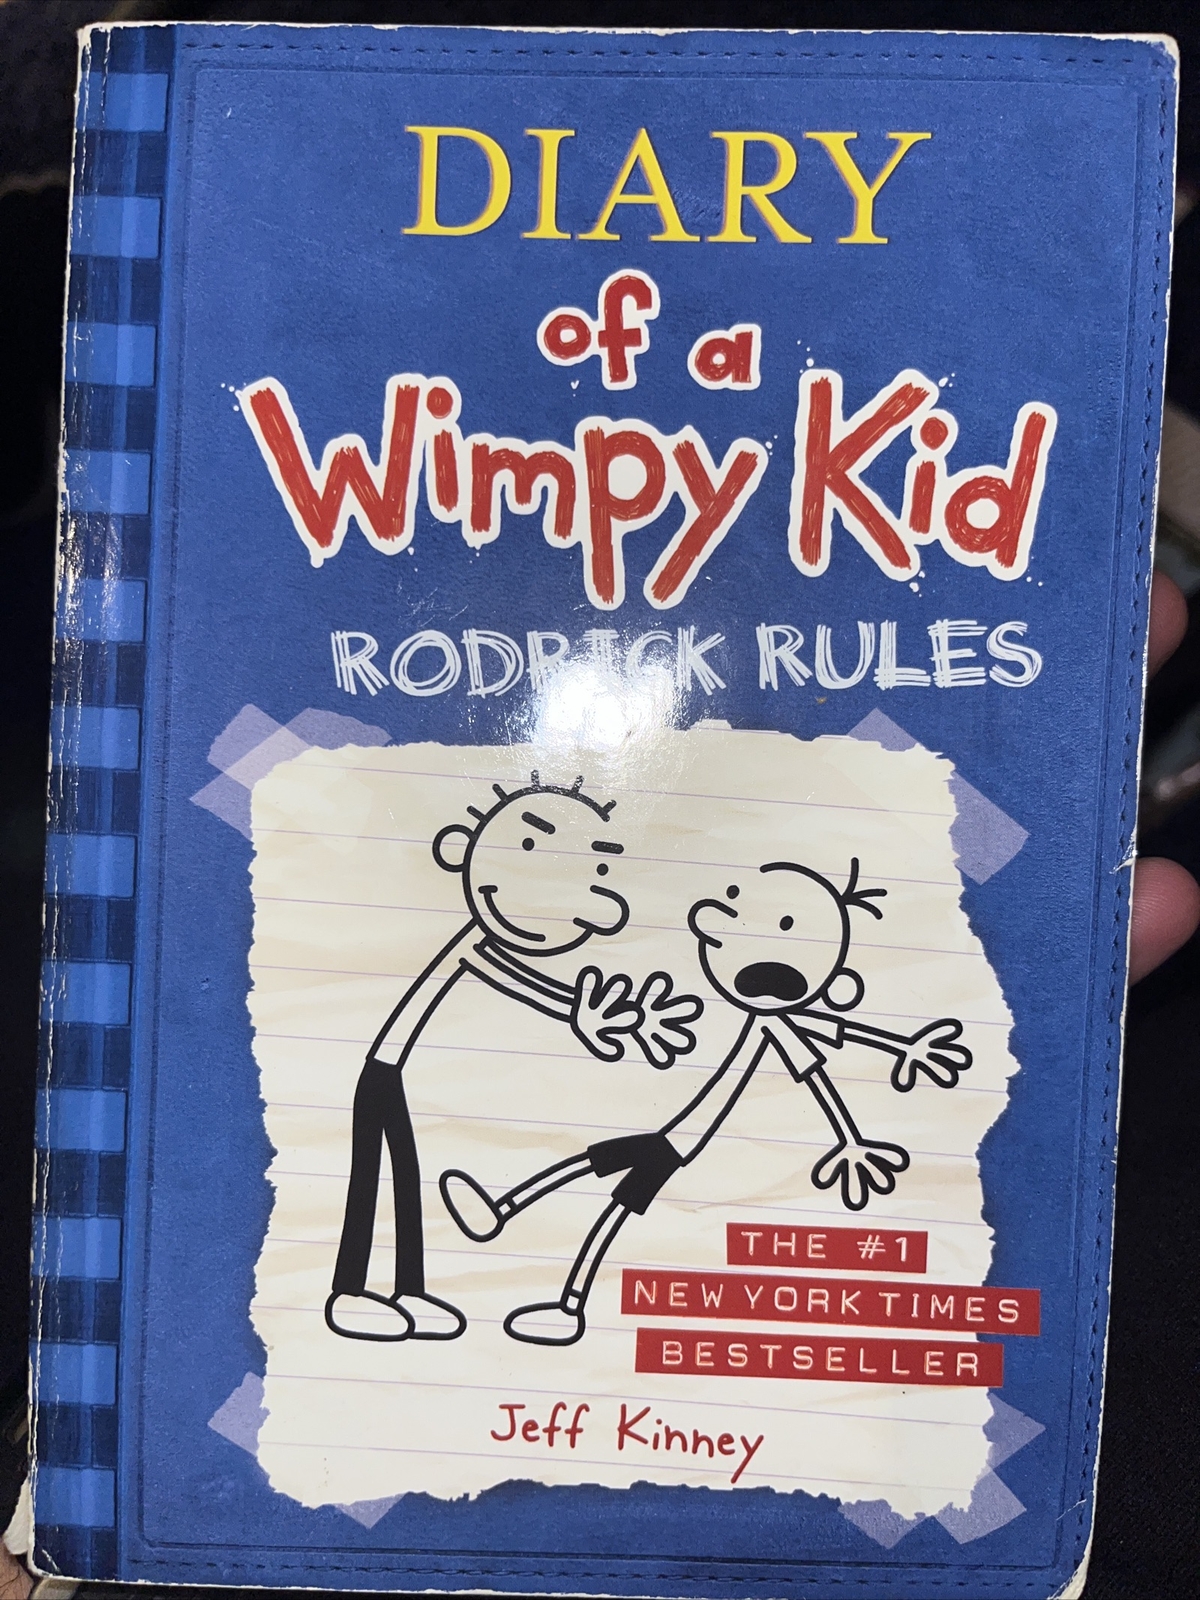 DIARY
of a
Wimpy Kid
RODRICK RULES
THE #1
NEW YORK TIMES
BESTSELLER
Jeff Kinney